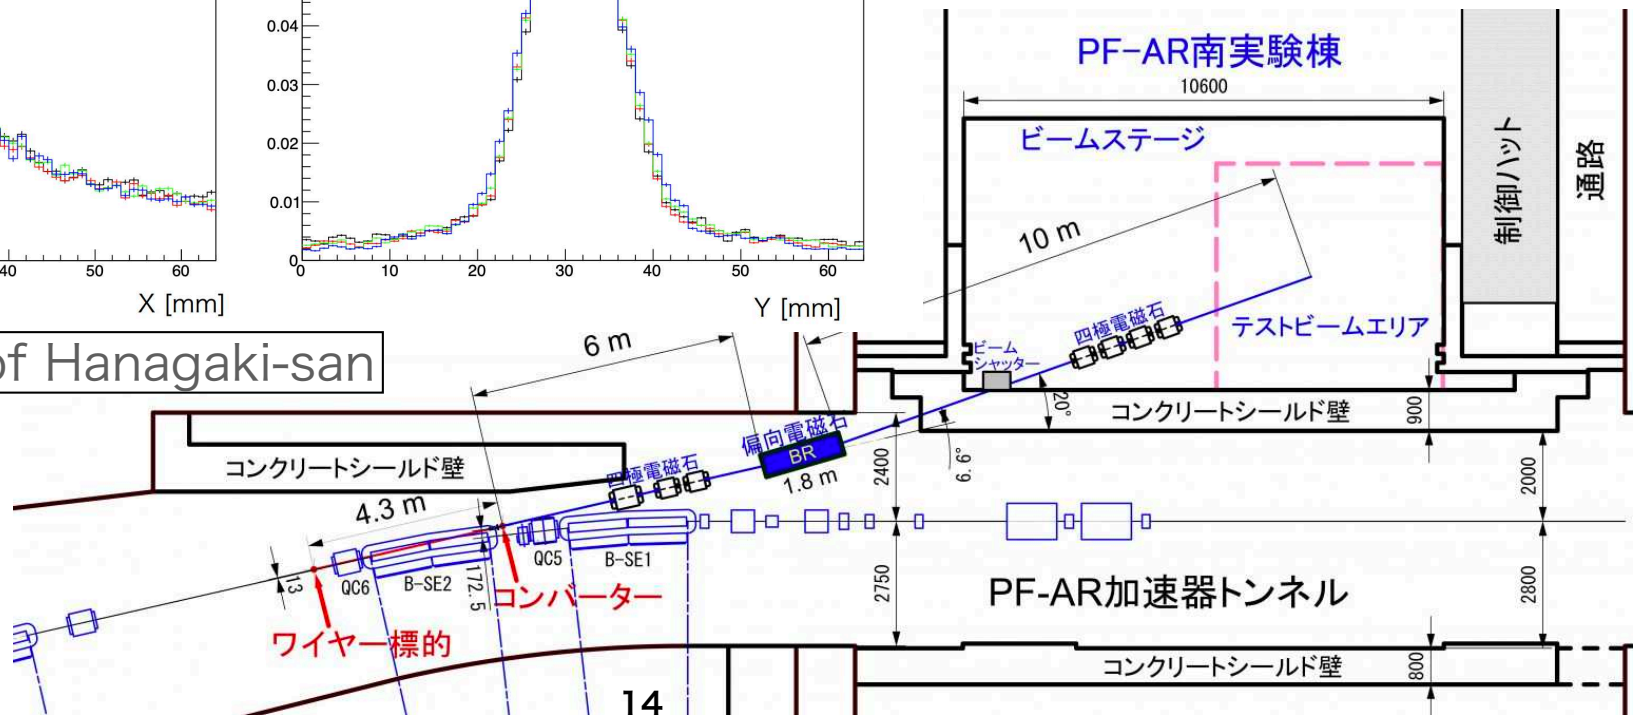 0.04
0.03
0.02
0.01
0
40
50
60
X [mm]
0
10
20
30
40
50
60
Y [mm]
of Hanagaki-san
PF-AR南実験棟
10600
ビームステージ
10 m
四極電磁石
テストビームエリア
ビーム
シャッター
制御ハット
通路
20°
コンクリートシールド壁
900
6 m
偏向電磁石
BR
1.8 m
2400
6.6°
2000
コンクリートシールド壁
四極電磁石
4.3 m
QC6
B-SE2
172.5
QC5
B-SE1
13
コンバーター
ワイヤー標的
2750
PF-AR加速器トンネル
2800
コンクリートシールド壁
800
14